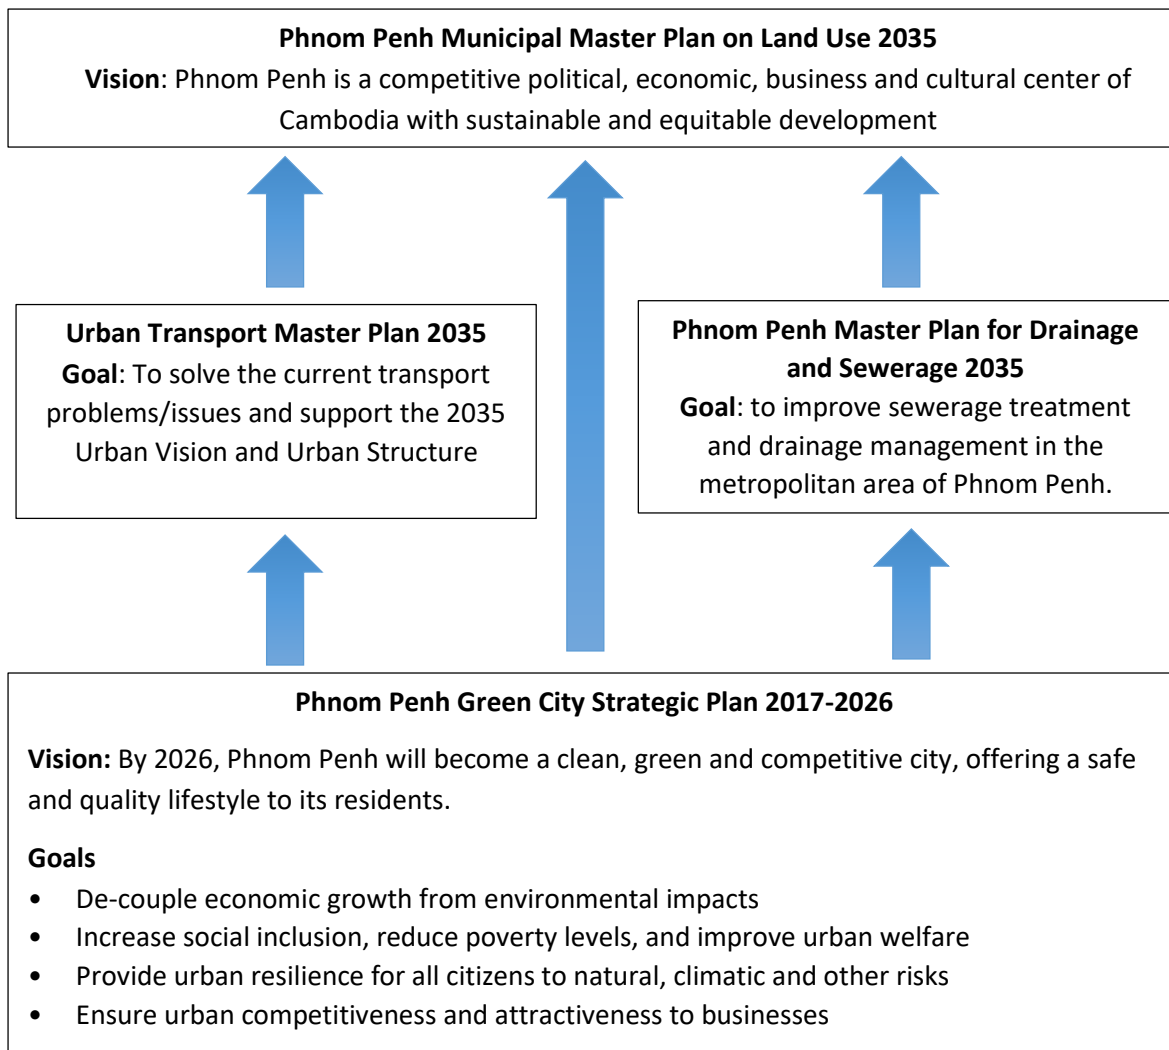 Phnom Penh Municipal Master Plan on Land Use 2035
Vision: Phnom Penh is a competitive political, economic, business and cultural center of
Cambodia with sustainable and equitable development
Urban Transport Master Plan 2035
Goal: To solve the current transport
problems/issues and support the 2035
Urban Vision and Urban Structure
Phnom Penh Master Plan for Drainage
and Sewerage 2035
Goal: to improve sewerage treatment
and drainage management in the
metropolitan area of Phnom Penh.
Phnom Penh Green City Strategic Plan 2017-2026
Vision: By 2026, Phnom Penh will become a clean, green and competitive city, offering a safe
and quality lifestyle to its residents.
Goals
• De-couple economic growth from environmental impacts
• Increase social inclusion, reduce poverty levels, and improve urban welfare
• Provide urban resilience for all citizens to natural, climatic and other risks
• Ensure urban competitiveness and attractiveness to businesses